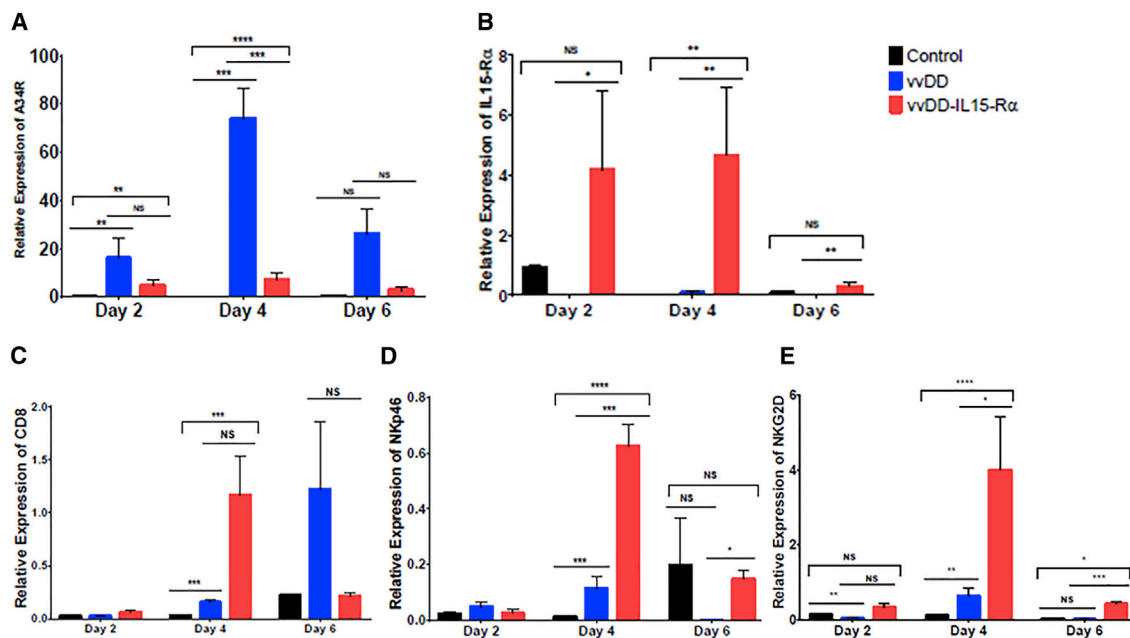 A
Relative Expression of A34R
100
80
60
40
20
0
****
*** ***
**
** NS
NS NS
Day 2 Day 4 Day 6
B
Relative Expression of IL15-Rα
8
6
4
2
0
NS
*
**
**
NS
**
Day 2 Day 4 Day 6
Control
vvDD
vvDD-IL15-Rα
C
Relative Expression of CD8
2.0
1.5
1.0
0.5
0.0
***
NS
***
NS
Day 2 Day 4 Day 6
D
Relative Expression of NKp46
0.8
0.6
0.4
0.2
0.0
****
***
***
NS
NS
*
Day 2 Day 4 Day 6
E
Relative Expression of NKG2D
6
4
2
0
NS
NS
**
****
*
**
*
***
NS
Day 2 Day 4 Day 6